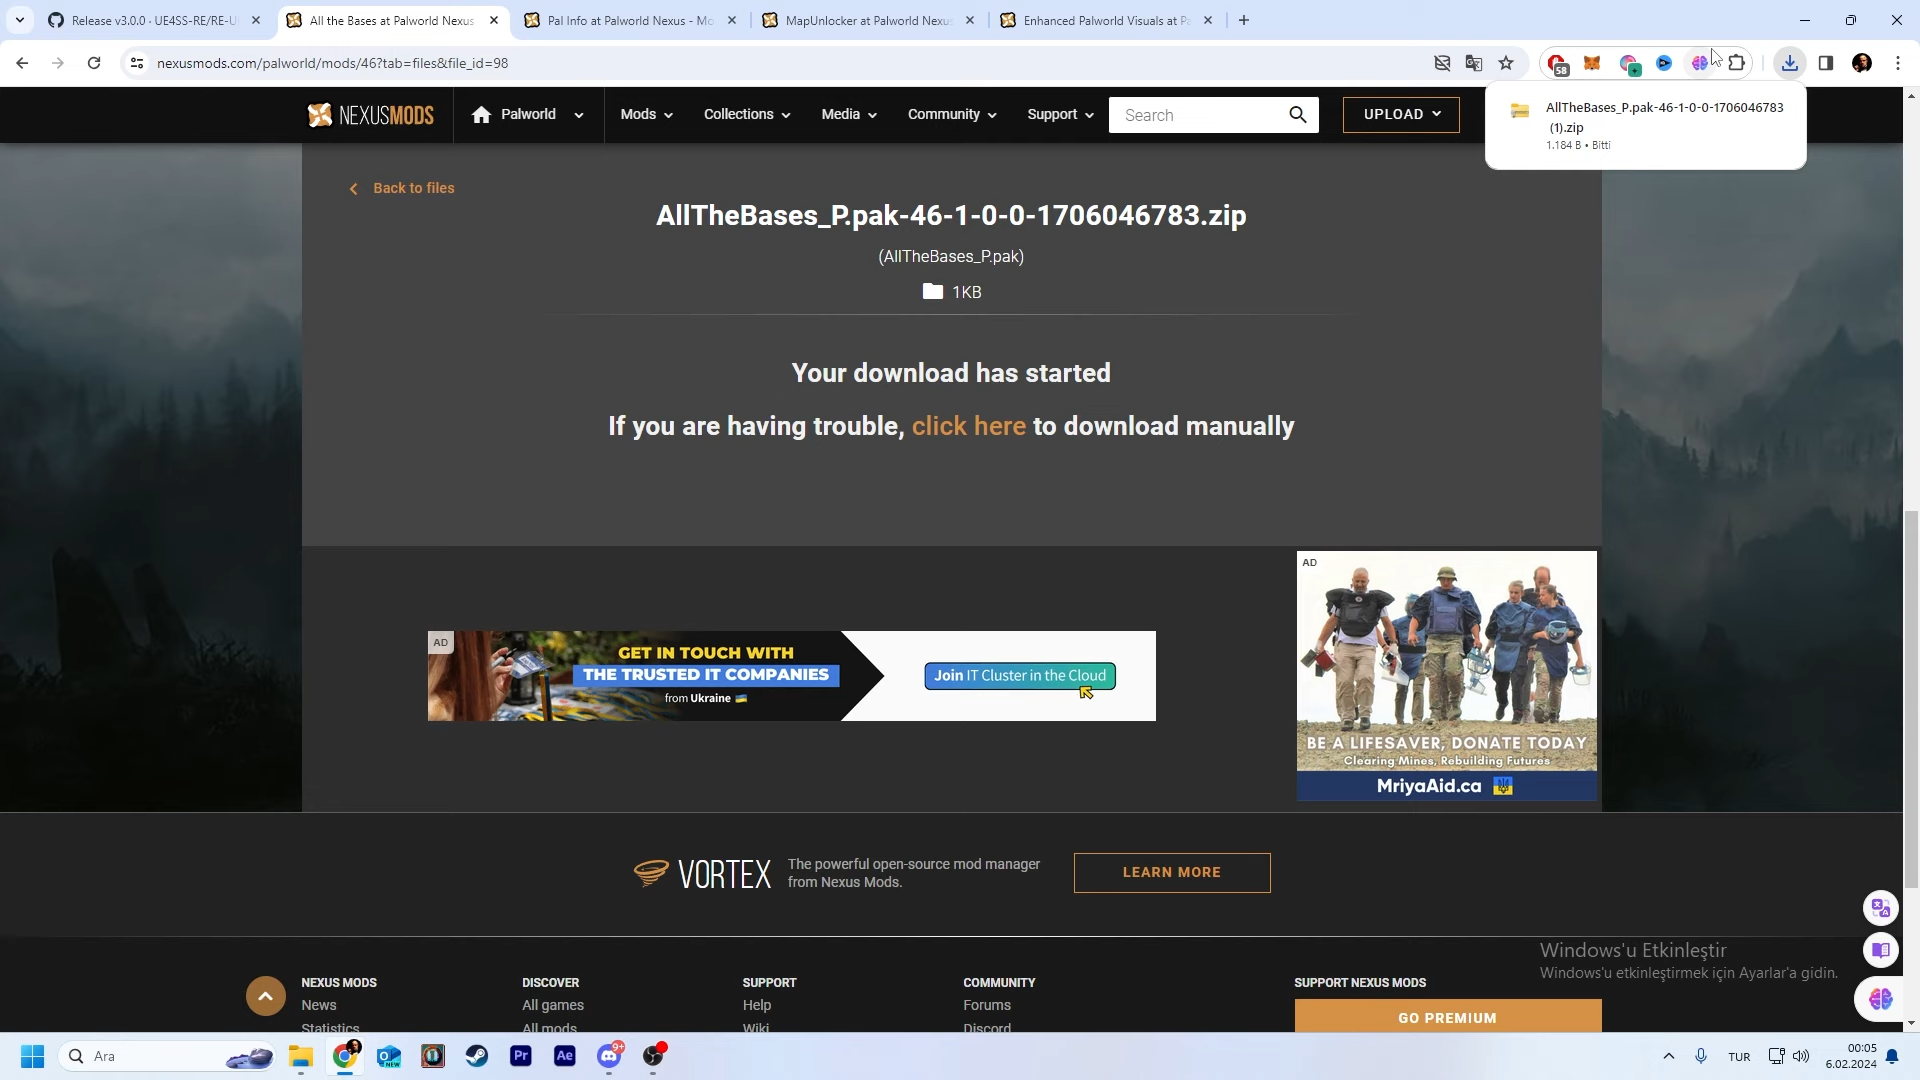 Release v3.0.0 · UE4SS-RE/RE-U
All the Bases at Palworld Nexus
Pal Info at Palworld Nexus - Mo
MapUnlocker at Palworld Nexus
Enhanced Palworld Visuals at Pa
nexusmods.com/palworld/mods/46?tab=files&file_id=98
58
AllTheBases_P.pak-46-1-0-0-1706046783
(1).zip
1.184 B • Bitti
NEXUSMODS
Palworld
Mods
Collections
Media
Community
Support
Search
UPLOAD
Back to files
AllTheBases_P.pak-46-1-0-0-1706046783.zip
(AllTheBases_P.pak)
1KB
Your download has started
If you are having trouble, click here to download manually
AD
GET IN TOUCH WITH
THE TRUSTED IT COMPANIES
from Ukraine
Join IT Cluster in the Cloud
AD
BE A LIFESAVER, DONATE TODAY
Clearing Mines, Rebuilding Futures
MriyaAid.ca
VORTEX
The powerful open-source mod manager
from Nexus Mods.
LEARN MORE
Windows'u Etkinleştir
Windows'u etkinleştirmek için Ayarlar'a gidin.
NEXUS MODS
News
Statistics
DISCOVER
All games
All mods
SUPPORT
Help
Wiki
COMMUNITY
Forums
Discord
SUPPORT NEXUS MODS
GO PREMIUM
Ara
NEW
Pr
Ae
9+
TUR
00:05
6.02.2024